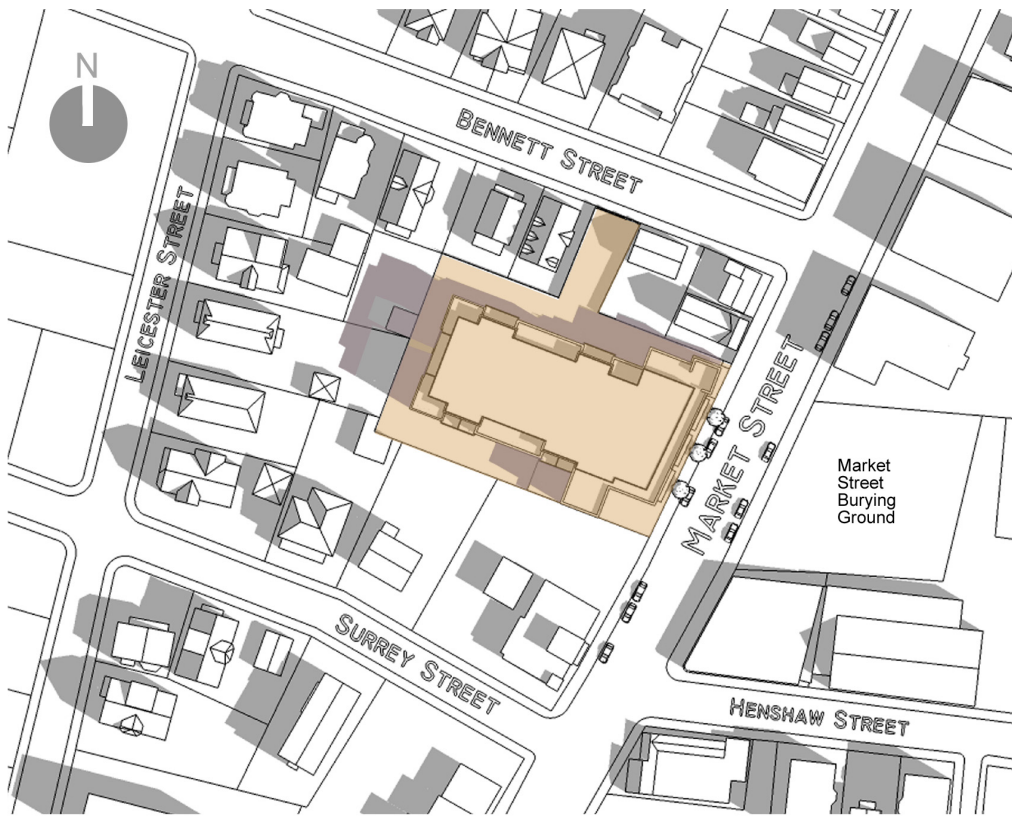 N
BENNETT STREET
LEICESTER STREET
MARKET STREET
Market
Street
Burying
Ground
SURREY STREET
HENSHAW STREET